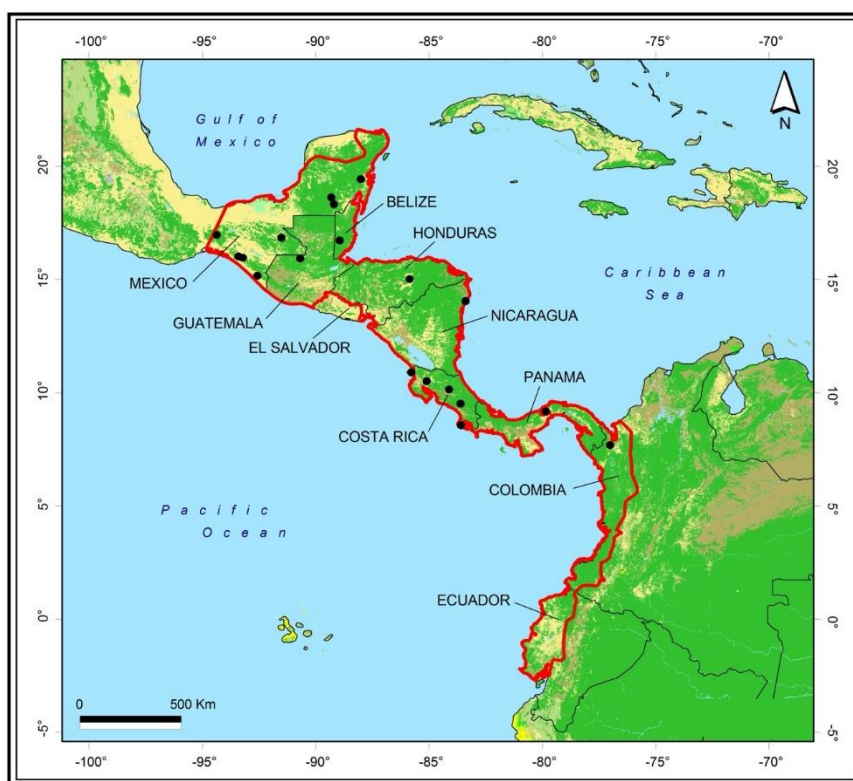 -100° -95° -90° -85° -80° -75° -70°
Gulf of
Mexico
N
20°
20°
BELIZE
HONDURAS
15°
15°
MEXICO
Caribbean
Sea
GUATEMALA
NICARAGUA
EL SALVADOR
10°
10°
PANAMA
COSTA RICA
COLOMBIA
5°
5°
Pacific
Ocean
ECUADOR
0°
0°
0 500 Km
-5°
-5°
-100° -95° -90° -85° -80° -75° -70°